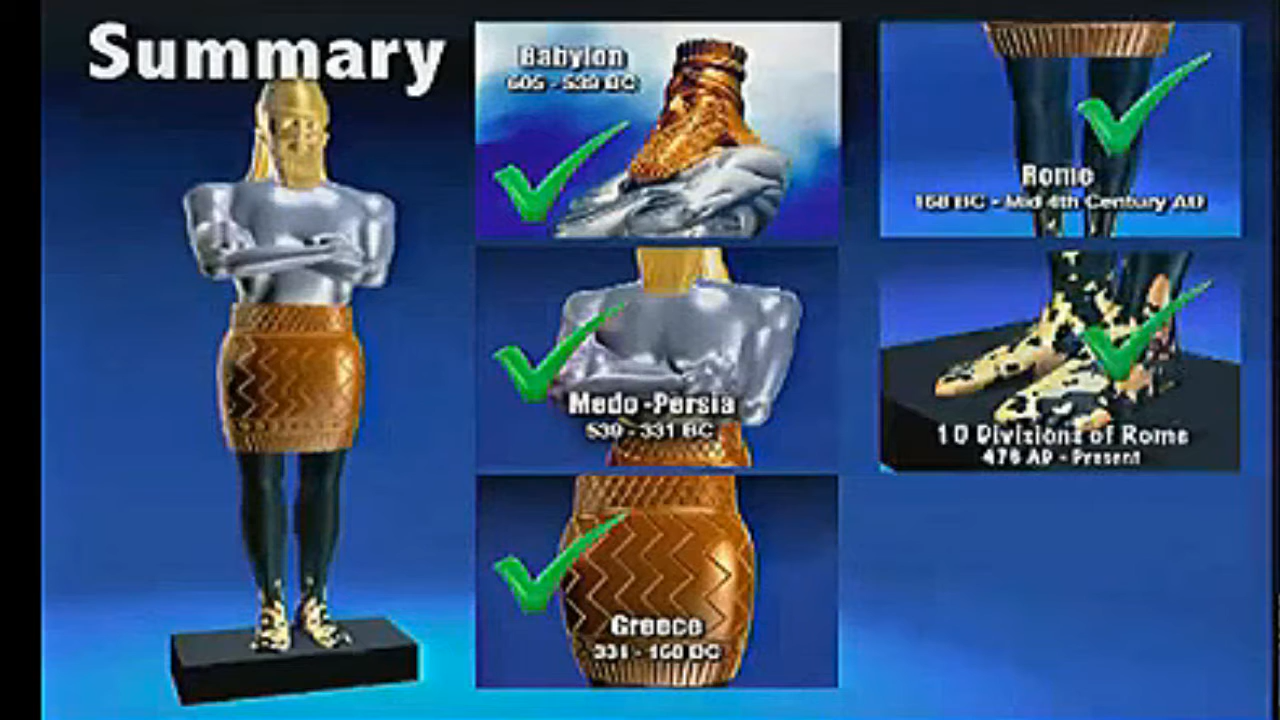 Summary
Babylon
605 - 539 BC
Medo -Persia
539 - 331 BC
Greece
331 - 168 BC
Rome
168 BC - Mid 4th Century AD
10 Divisions of Rome
476 AD - Present